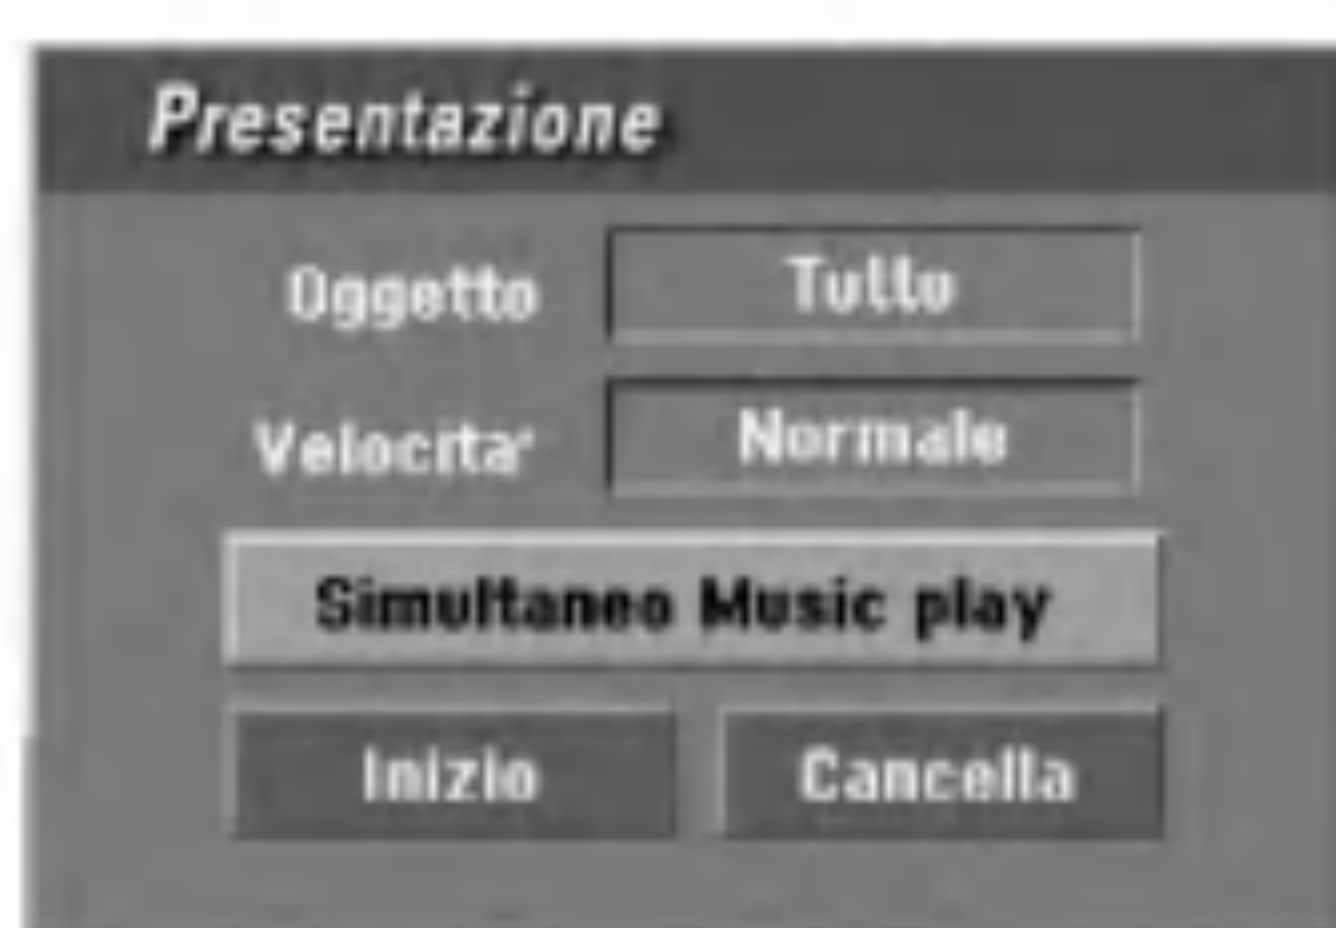 Presentazione
Oggetto Tutto
Velocita' Normale
Simultaneo Music play
Inizio Cancella